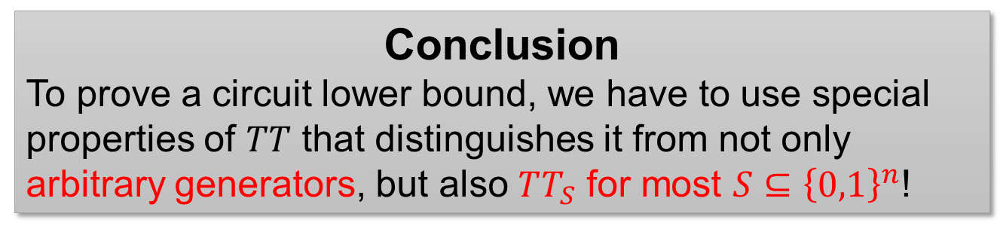 Conclusion
To prove a circuit lower bound, we have to use special
properties of 𝑇𝑇 that distinguishes it from not only
arbitrary generators, but also 𝑇𝑇_𝑆 for most 𝑆 ⊆ {0,1}^𝑛!